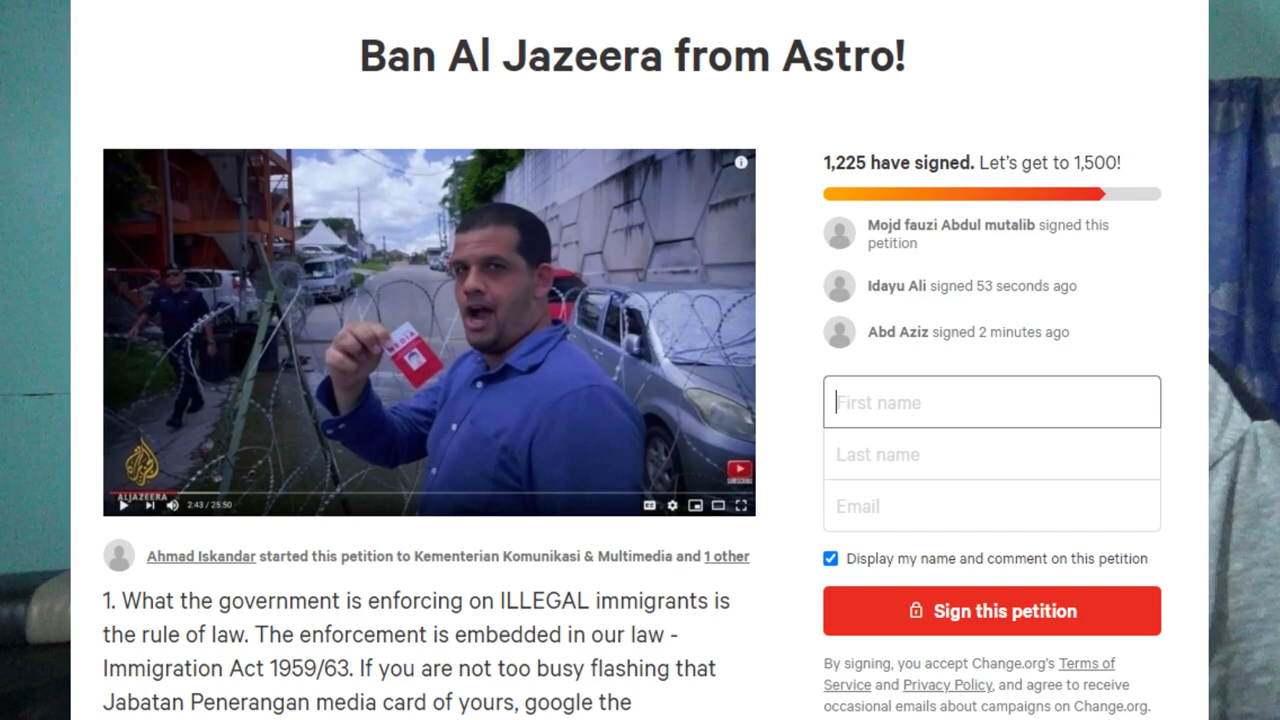 Ban Al Jazeera from Astro!
MEDIA
ALJAZEERA
SUBSCRIBE
2:43 / 25:50
Ahmad Iskandar started this petition to Kementerian Komunikasi & Multimedia and 1 other
1. What the government is enforcing on ILLEGAL immigrants is
the rule of law. The enforcement is embedded in our law -
Immigration Act 1959/63. If you are not too busy flashing that
Jabatan Penerangan media card of yours, google the
1,225 have signed. Let's get to 1,500!
Mojd fauzi Abdul mutalib signed this
petition
Idayu Ali signed 53 seconds ago
Abd Aziz signed 2 minutes ago
First name
Last name
Email
Display my name and comment on this petition
Sign this petition
By signing, you accept Change.org's Terms of
Service and Privacy Policy, and agree to receive
occasional emails about campaigns on Change.org.